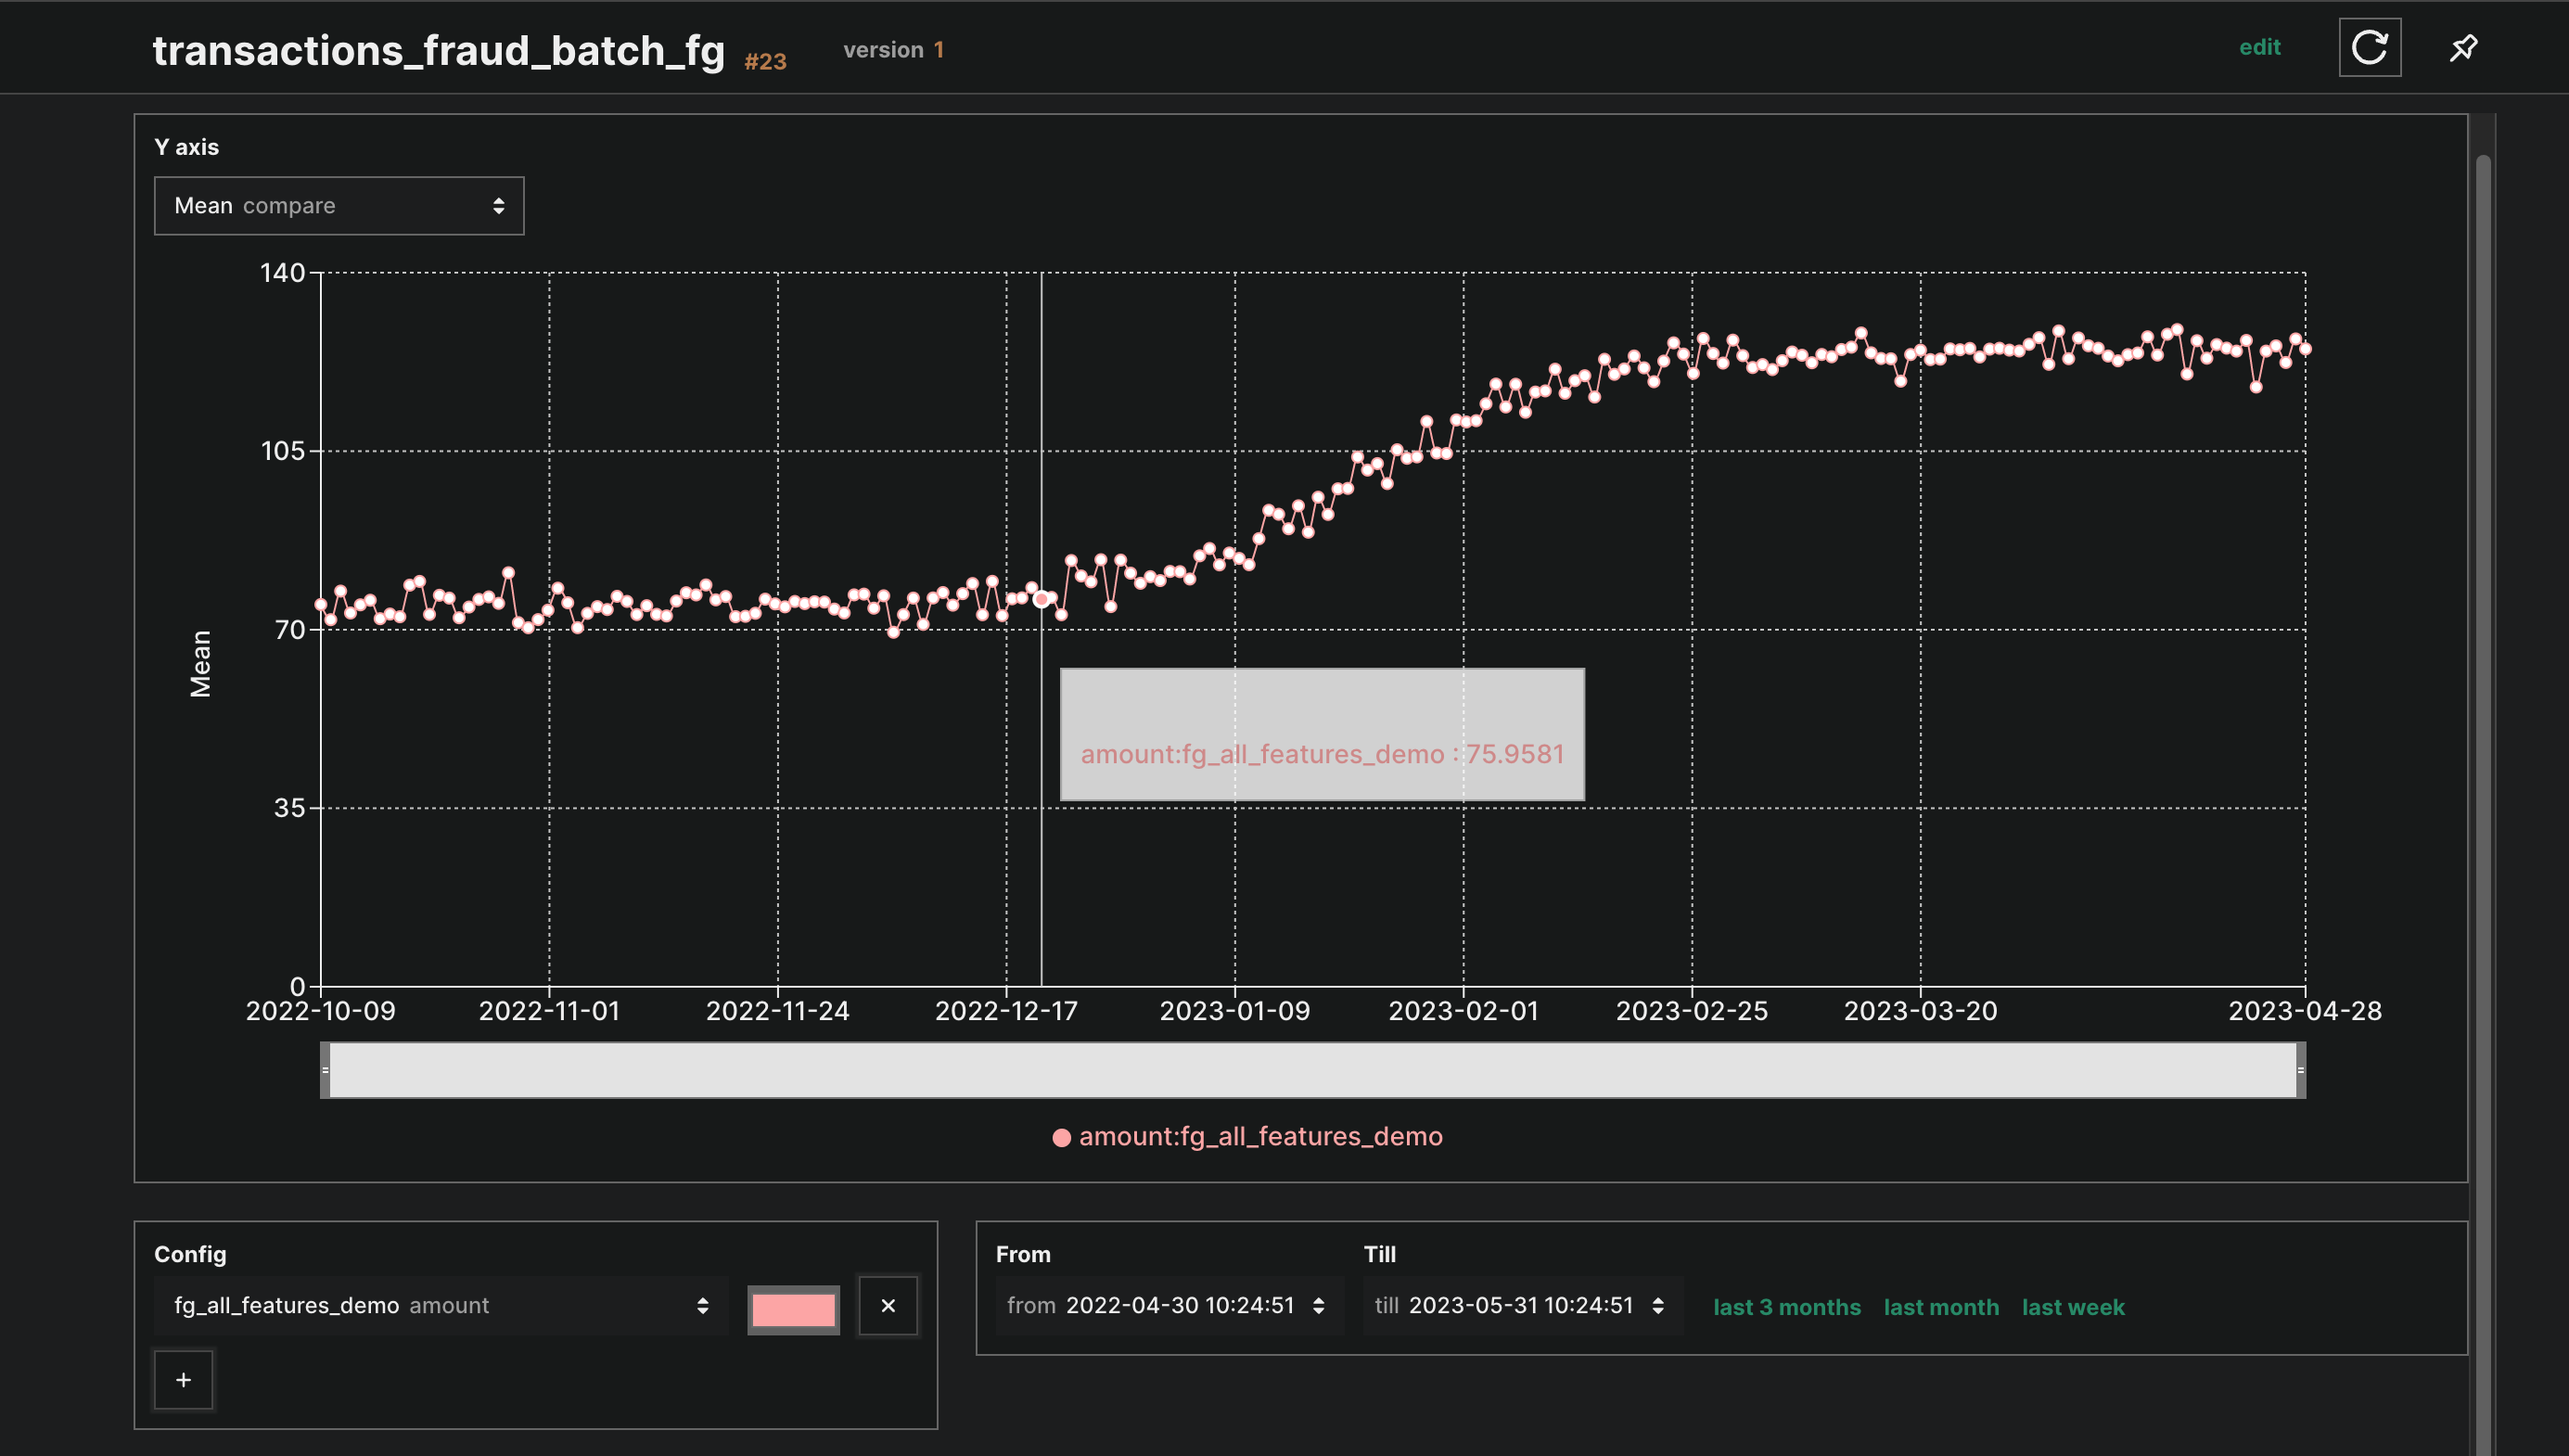 transactions_fraud_batch_fg #23 version 1 edit
Y axis
Mean compare
140
105
70
35
0
Mean
amount:fg_all_features_demo : 75.9581
2022-10-09 2022-11-01 2022-11-24 2022-12-17 2023-01-09 2023-02-01 2023-02-25 2023-03-20 2023-04-28
amount:fg_all_features_demo
Config
fg_all_features_demo amount
+
From Till
from 2022-04-30 10:24:51 till 2023-05-31 10:24:51 last 3 months last month last week